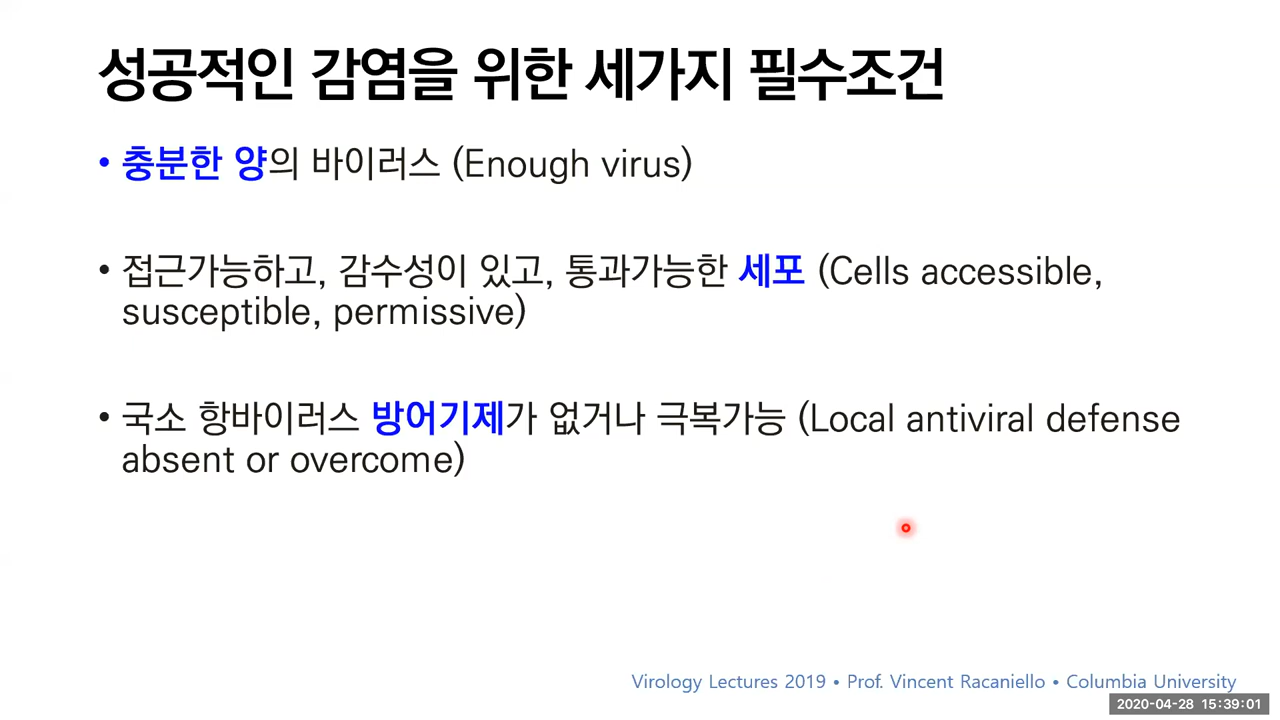 성공적인 감염을 위한 세가지 필수조건
• 충분한 양의 바이러스 (Enough virus)
• 접근가능하고, 감수성이 있고, 통과가능한 세포 (Cells accessible,
susceptible, permissive)
• 국소 항바이러스 방어기제가 없거나 극복가능 (Local antiviral defense
absent or overcome)
Virology Lectures 2019 • Prof. Vincent Racaniello • Columbia University
2020-04-28 15:39:01